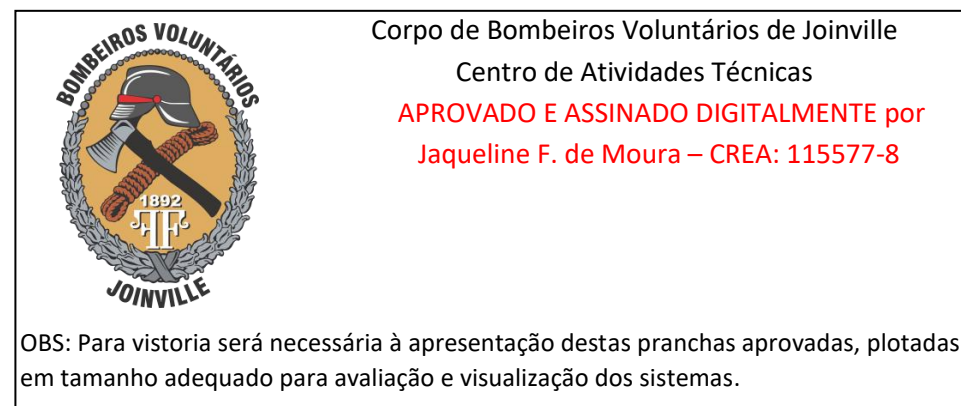 BOMBEIROS VOLUNTÁRIOS
1892
JOINVILLE
Corpo de Bombeiros Voluntários de Joinville
Centro de Atividades Técnicas
APROVADO E ASSINADO DIGITALMENTE por
Jaqueline F. de Moura – CREA: 115577-8
OBS: Para vistoria será necessária à apresentação destas pranchas aprovadas, plotadas
em tamanho adequado para avaliação e visualização dos sistemas.